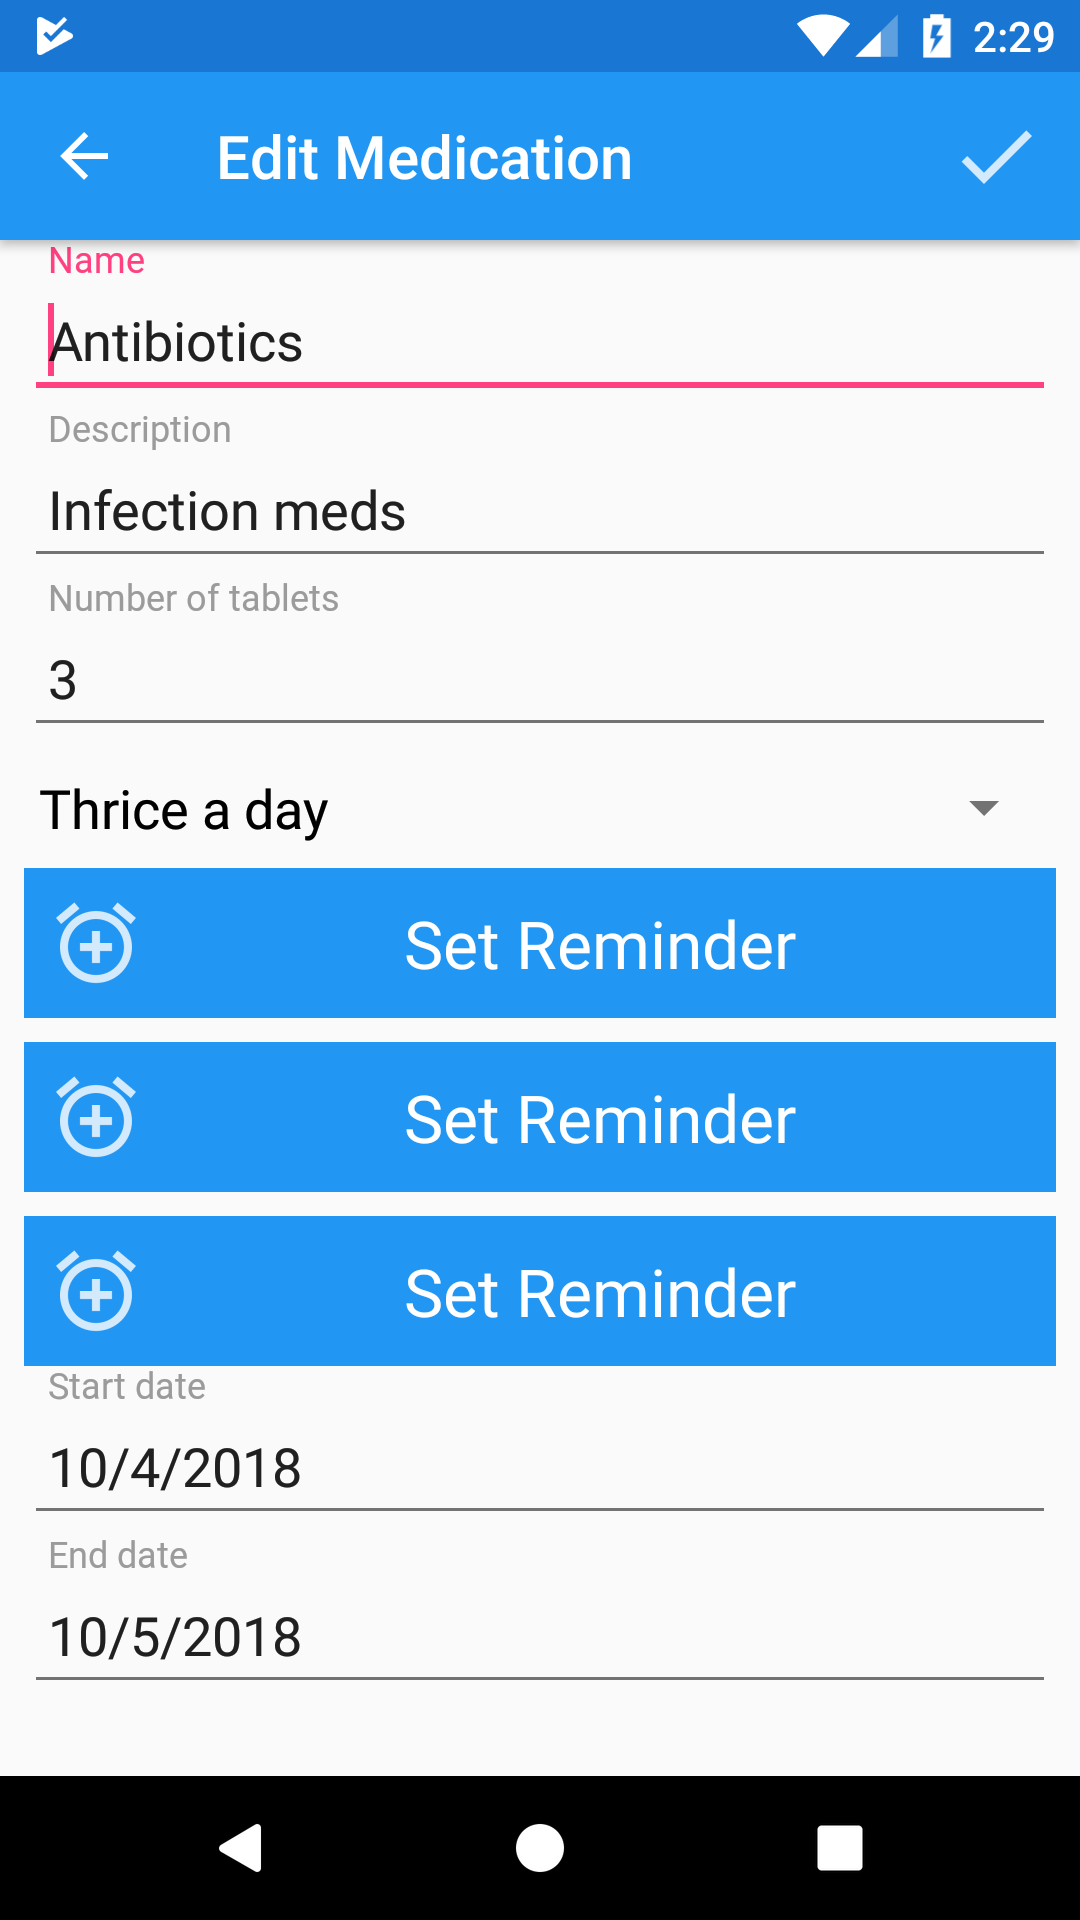 2:29
Edit Medication
Name
Antibiotics
Description
Infection meds
Number of tablets
3
Thrice a day
Set Reminder
Set Reminder
Set Reminder
Start date
10/4/2018
End date
10/5/2018